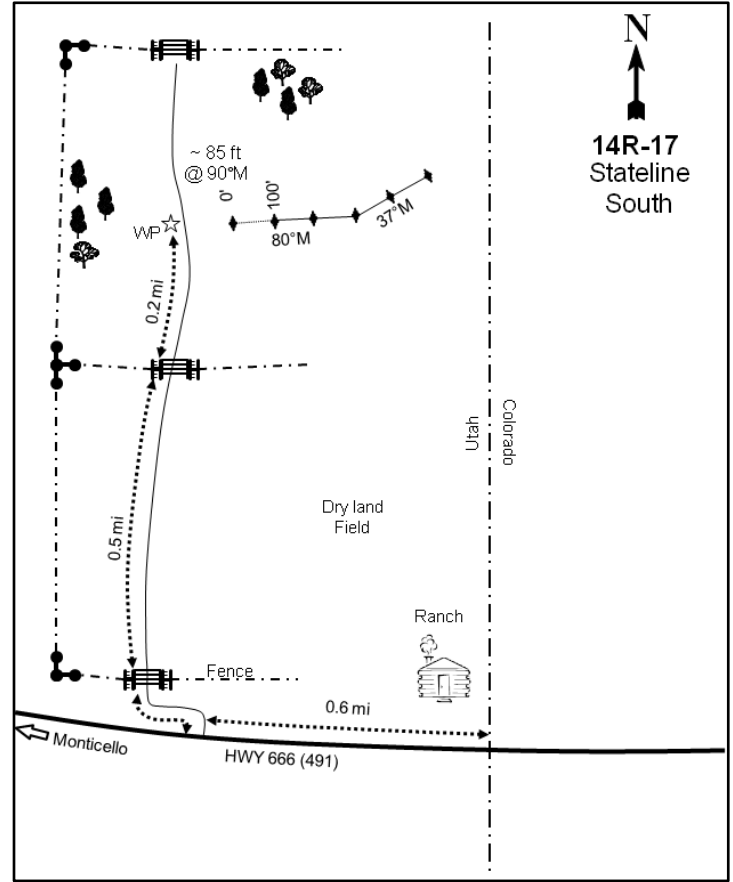 N
14R-17
Stateline
South
~ 85 ft
@ 90°M
0'
100'
80°M
37°M
WP
0.2 mi
0.5 mi
Utah
Colorado
Dry land
Field
Ranch
Fence
0.6 mi
Monticello
HWY 666 (491)